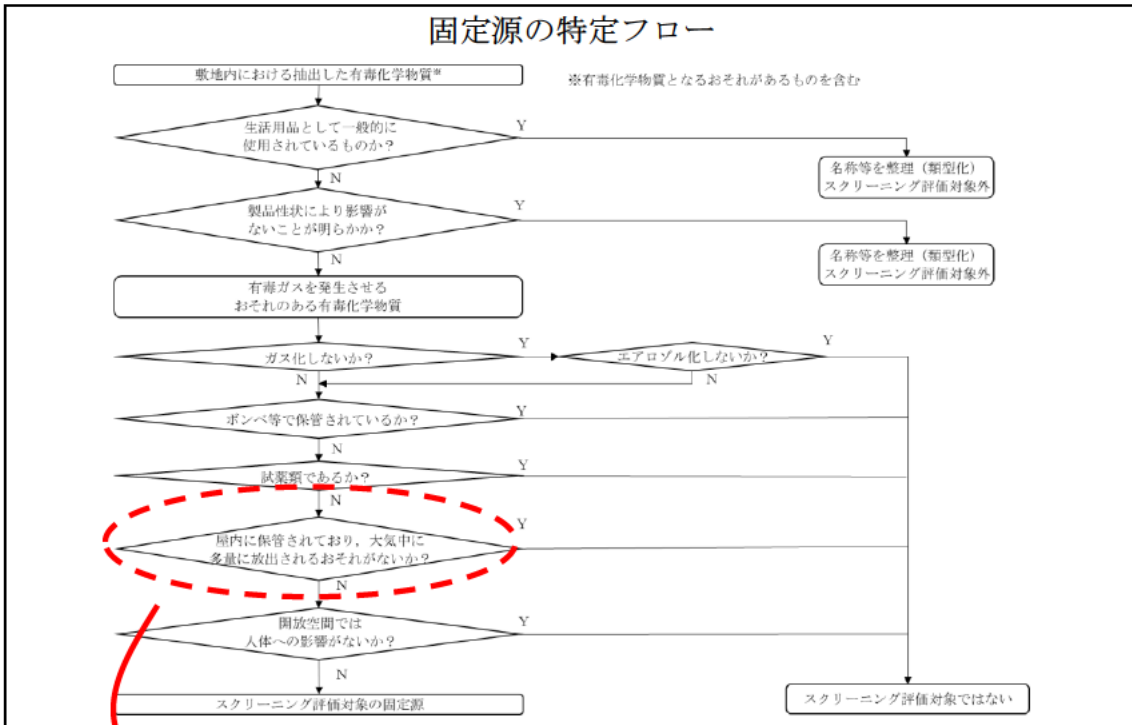 固定源の特定フロー
敷地内における抽出した有毒化学物質※
※有毒化学物質となるおそれがあるものを含む
生活用品として一般的に
使用されているものか？
Y
名称等を整理（類型化）
スクリーニング評価対象外
N
製品性状により影響が
ないことが明らかか？
Y
名称等を整理（類型化）
スクリーニング評価対象外
N
有毒ガスを発生させる
おそれのある有毒化学物質
ガス化しないか？
Y
エアロゾル化しないか？
Y
N
N
ボンベ等で保管されているか？
Y
N
試薬類であるか？
Y
N
屋内に保管されており，大気中に
多量に放出されるおそれがないか？
Y
N
開放空間では
人体への影響がないか？
Y
N
スクリーニング評価対象の固定源
スクリーニング評価対象ではない